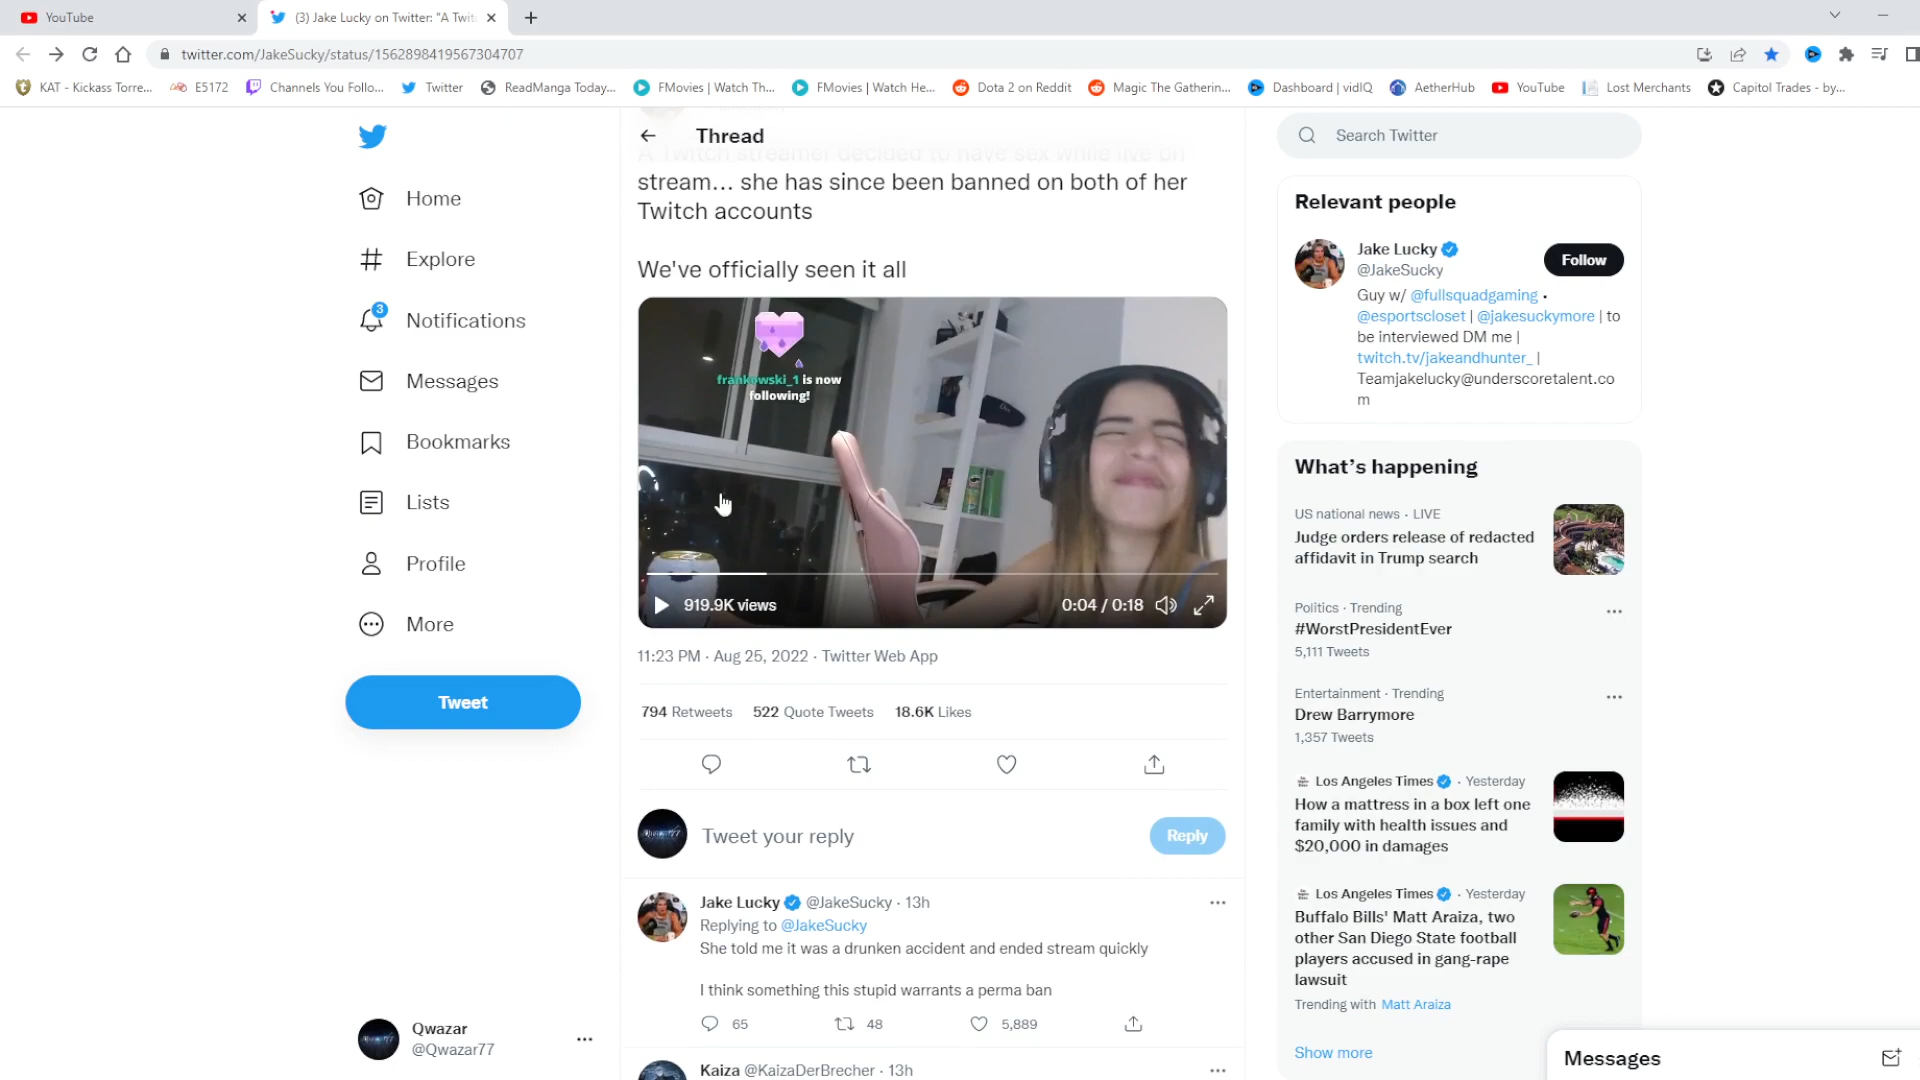 YouTube
(3) Jake Lucky on Twitter: "A Twit
twitter.com/JakeSucky/status/1562898419567304707
KAT - Kickass Torre...
E5172
Channels You Follo...
Twitter
ReadManga Today...
FMovies | Watch Th...
FMovies | Watch He...
Dota 2 on Reddit
Magic The Gatherin...
Dashboard | vidIQ
AetherHub
YouTube
Lost Merchants
Capitol Trades - by...
Home
Explore
3
Notifications
Messages
Bookmarks
Lists
Profile
More
Tweet
Qwazar
@Qwazar77
Thread
A Twitch streamer decided to have sex while live on
stream... she has since been banned on both of her
Twitch accounts
We've officially seen it all
frankowski_1 is now
following!
919.9K views
0:04 / 0:18
11:23 PM · Aug 25, 2022 · Twitter Web App
794 Retweets 522 Quote Tweets 18.6K Likes
Tweet your reply
Reply
Jake Lucky @JakeSucky · 13h
Replying to @JakeSucky
She told me it was a drunken accident and ended stream quickly
I think something this stupid warrants a perma ban
65 48 5,889
Kaiza @KaizaDerBrecher · 13h
Search Twitter
Relevant people
Jake Lucky
@JakeSucky
Follow
Guy w/ @fullsquadgaming •
@esportscloset | @jakesuckymore | to
be interviewed DM me |
twitch.tv/jakeandhunter_ |
Teamjakelucky@underscoretalent.co
m
What's happening
US national news · LIVE
Judge orders release of redacted
affidavit in Trump search
Politics · Trending
#WorstPresidentEver
5,111 Tweets
Entertainment · Trending
Drew Barrymore
1,357 Tweets
Los Angeles Times · Yesterday
How a mattress in a box left one
family with health issues and
$20,000 in damages
Los Angeles Times · Yesterday
Buffalo Bills' Matt Araiza, two
other San Diego State football
players accused in gang-rape
lawsuit
Trending with Matt Araiza
Show more
Messages